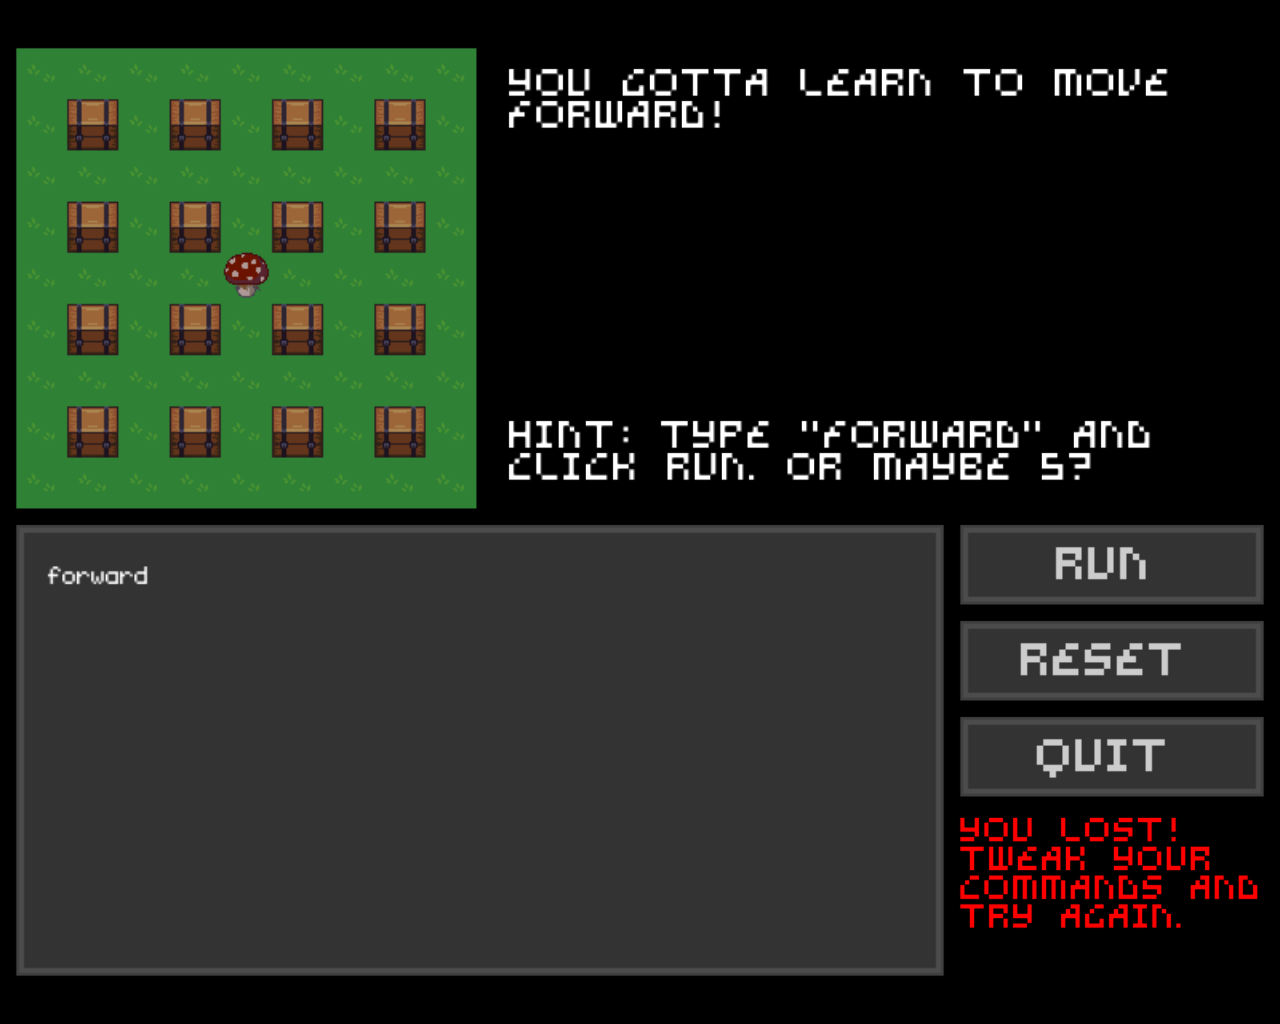 YOU GOTTA LEARN TO MOVE
FORWARD!
HINT: TYPE "FORWARD" AND
CLICK RUN. OR MAYBE 5?
forward
RUN
RESET
QUIT
YOU LOST!
TWEAK YOUR
COMMANDS AND
TRY AGAIN.